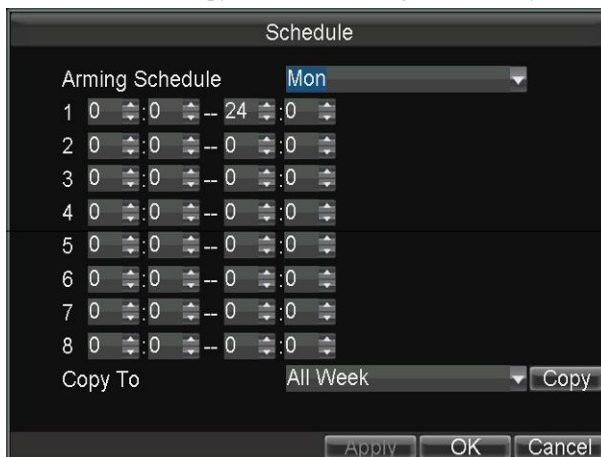 Schedule
Arming Schedule Mon
1 0 :0 -- 24 :0
2 0 :0 -- 0 :0
3 0 :0 -- 0 :0
4 0 :0 -- 0 :0
5 0 :0 -- 0 :0
6 0 :0 -- 0 :0
7 0 :0 -- 0 :0
8 0 :0 -- 0 :0
Copy To All Week Copy
Apply OK Cancel